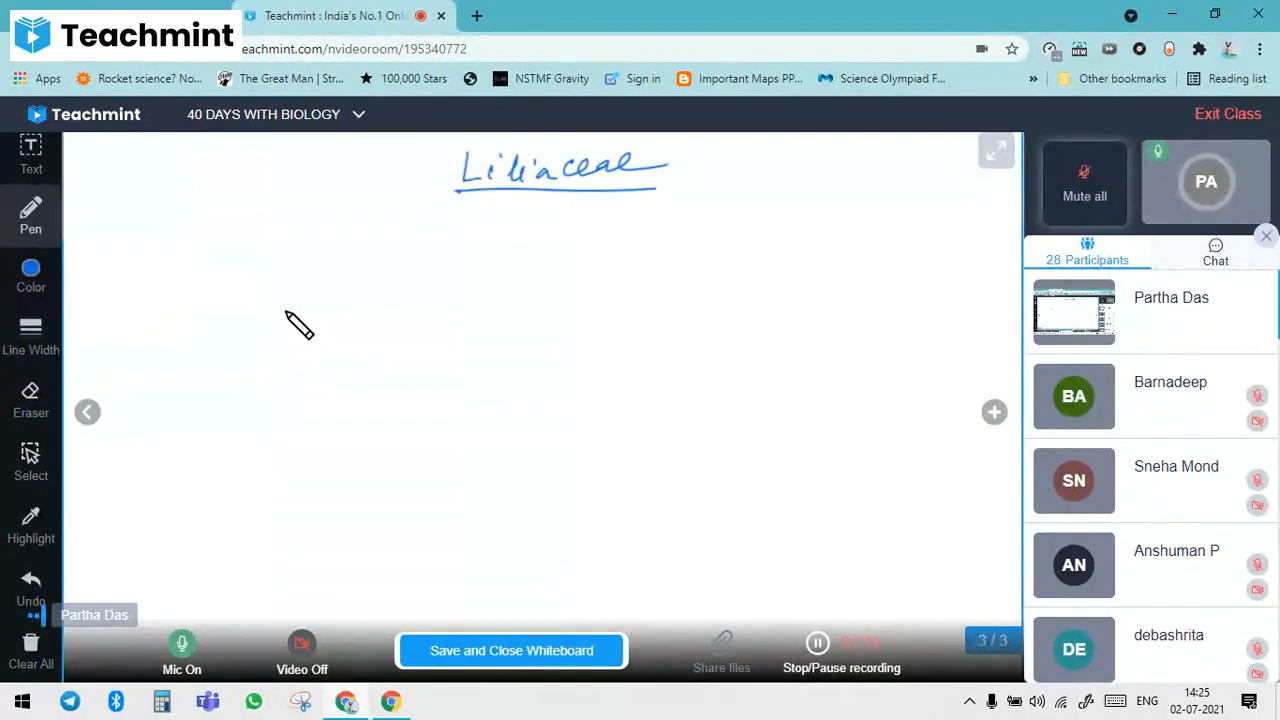 Teachmint : India's No.1 Onli
Teachmint
eachmint.com/nvideoroom/195340772
Apps
Rocket science? No...
The Great Man | Str...
100,000 Stars
NSTMF Gravity
Sign in
Important Maps PP...
Science Olympiad F...
»
Other bookmarks
Reading list
NEW
Teachmint
40 DAYS WITH BIOLOGY
Exit Class
Text
Pen
Color
Line Width
Eraser
Select
Highlight
Undo
Clear All
Liliaceae
Mute all
PA
28 Participants
Chat
Partha Das
BA
Barnadeep
SN
Sneha Mond
AN
Anshuman P
DE
debashrita
Partha Das
Mic On
Video Off
Save and Close Whiteboard
Share files
Stop/Pause recording
3 / 3
ENG
14:25
02-07-2021